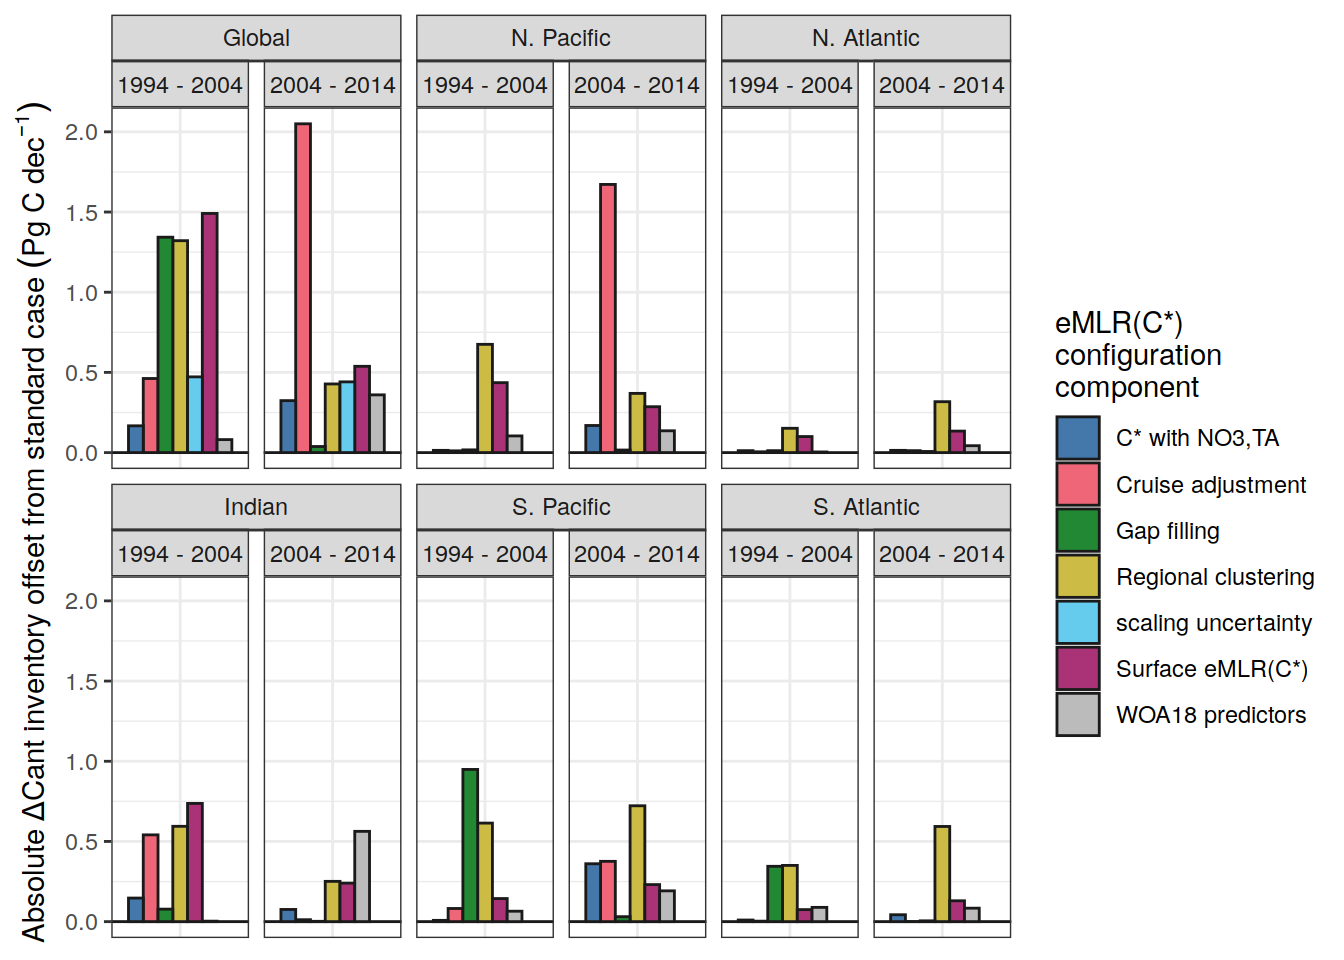 Global
N. Pacific
N. Atlantic
1994 - 2004
2004 - 2014
1994 - 2004
2004 - 2014
1994 - 2004
2004 - 2014
2.0
1.5
1.0
0.5
0.0
Indian
S. Pacific
S. Atlantic
1994 - 2004
2004 - 2014
1994 - 2004
2004 - 2014
1994 - 2004
2004 - 2014
2.0
1.5
1.0
0.5
0.0
Absolute ΔCant inventory offset from standard case (Pg C dec⁻¹)
eMLR(C*)
configuration
component
C* with NO3,TA
Cruise adjustment
Gap filling
Regional clustering
scaling uncertainty
Surface eMLR(C*)
WOA18 predictors